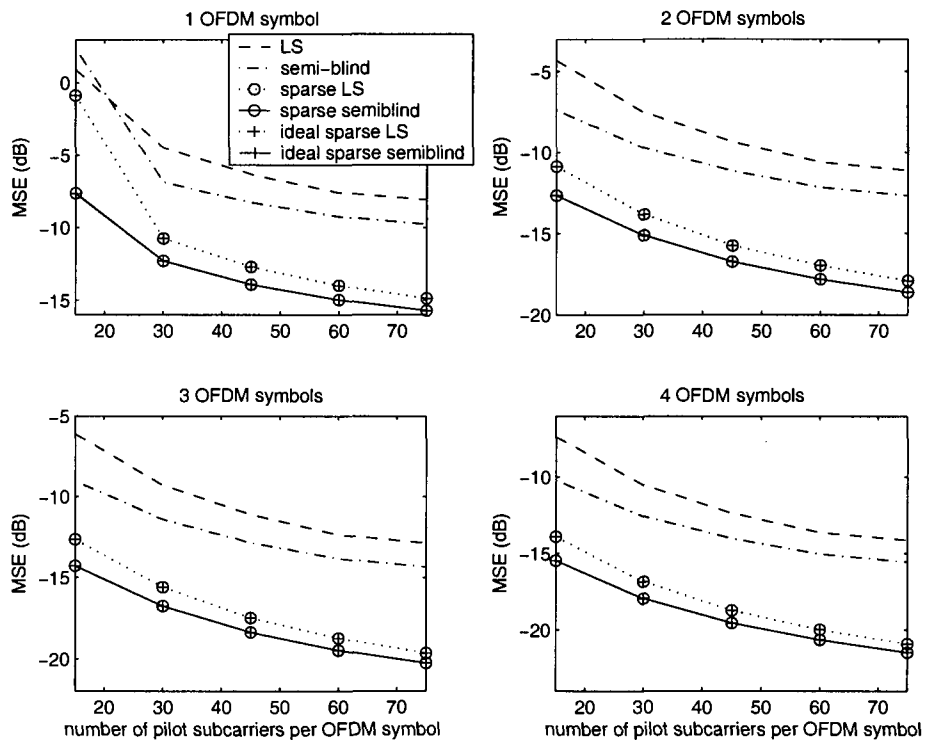 1 OFDM symbol
2 OFDM symbols
LS
semi-blind
sparse LS
sparse semiblind
ideal sparse LS
ideal sparse semiblind
MSE (dB)
0
−5
−10
−15
20 30 40 50 60 70
MSE (dB)
−5
−10
−15
−20
20 30 40 50 60 70
3 OFDM symbols
4 OFDM symbols
MSE (dB)
−5
−10
−15
−20
20 30 40 50 60 70
number of pilot subcarriers per OFDM symbol
MSE (dB)
−10
−15
−20
20 30 40 50 60 70
number of pilot subcarriers per OFDM symbol